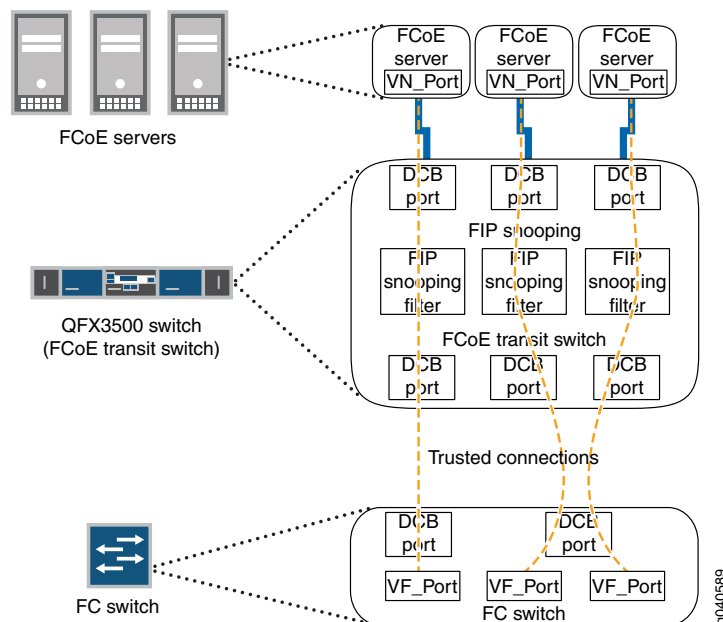 FCoE
server
VN_Port
FCoE
server
VN_Port
FCoE
server
VN_Port
FCoE servers
DCB
port
DCB
port
DCB
port
FIP snooping
FIP
snooping
filter
FIP
snooping
filter
FIP
snooping
filter
QFX3500 switch
(FCoE transit switch)
FCoE transit switch
DCB
port
DCB
port
DCB
port
Trusted connections
DCB
port
DCB
port
VF_Port
VF_Port
VF_Port
FC switch
FC switch
g040589